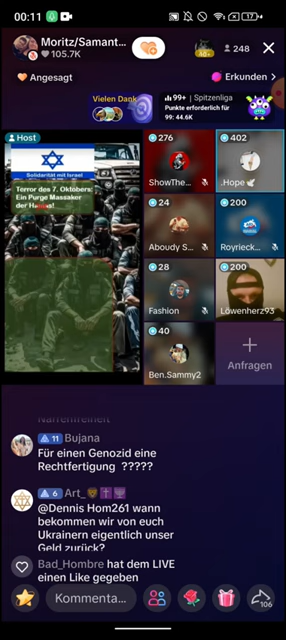 00:11
17
Moritz/Samant...
105.7K
248
Angesagt
Erkunden
Vielen Dank
99+ | Spitzenliga
Punkte erforderlich für
99: 44.6K
Host
Solidarität mit Israel
Terror des 7. Oktobers:
Ein Purge Massaker
der Hamas!
276
ShowThe...
402
.Hope
24
Aboudy S...
200
Royrieck...
28
Fashion
200
Löwenherz93
40
Ben.Sammy2
+
Anfragen
Narrenfreiheit
11 Bujana
Für einen Genozid eine
Rechtfertigung ?????
6 Art_
@Dennis Hom261 wann
bekommen wir von euch
Ukrainern eigentlich unser
Geld zurück?
Bad_Hombre hat dem LIVE
einen Like gegeben
Kommenta...
106